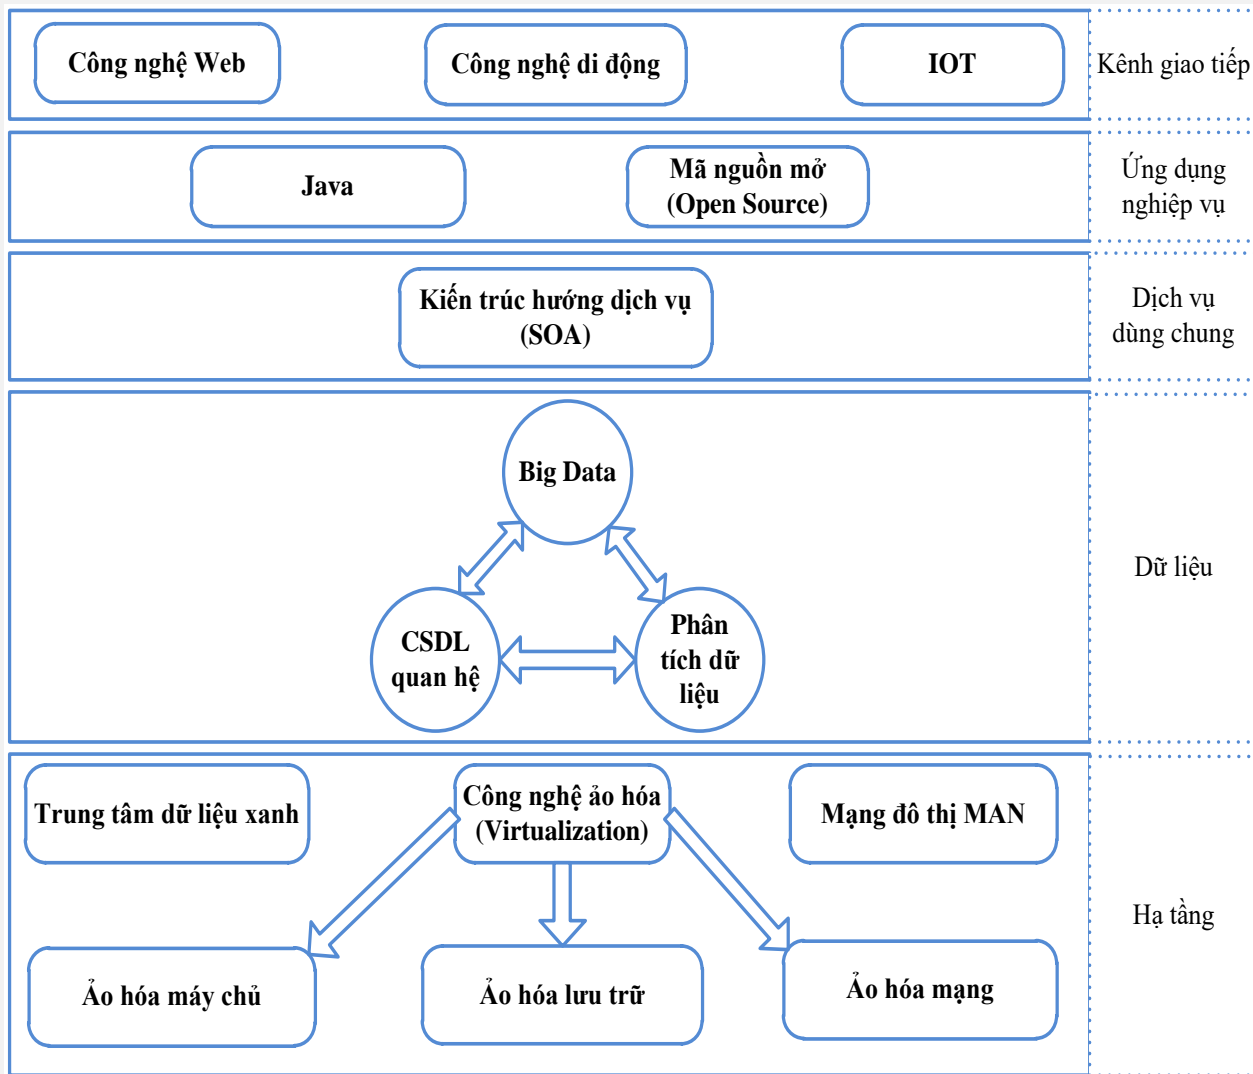 Công nghệ Web
Công nghệ di động
IOT
Kênh giao tiếp
Java
Mã nguồn mở
(Open Source)
Ứng dụng
nghiệp vụ
Kiến trúc hướng dịch vụ
(SOA)
Dịch vụ
dùng chung
Big Data
CSDL
quan hệ
Phân
tích dữ
liệu
Dữ liệu
Trung tâm dữ liệu xanh
Công nghệ ảo hóa
(Virtualization)
Mạng đô thị MAN
Ảo hóa máy chủ
Ảo hóa lưu trữ
Ảo hóa mạng
Hạ tầng